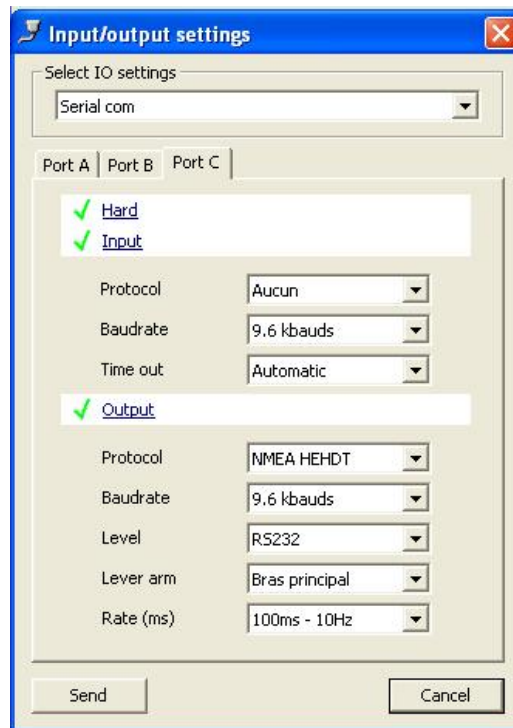 Input/output settings
Select IO settings
Serial com
Port A Port B Port C
Hard
Input
Protocol Aucun
Baudrate 9.6 kbauds
Time out Automatic
Output
Protocol NMEA HEHDT
Baudrate 9.6 kbauds
Level RS232
Lever arm Bras principal
Rate (ms) 100ms - 10Hz
Send Cancel